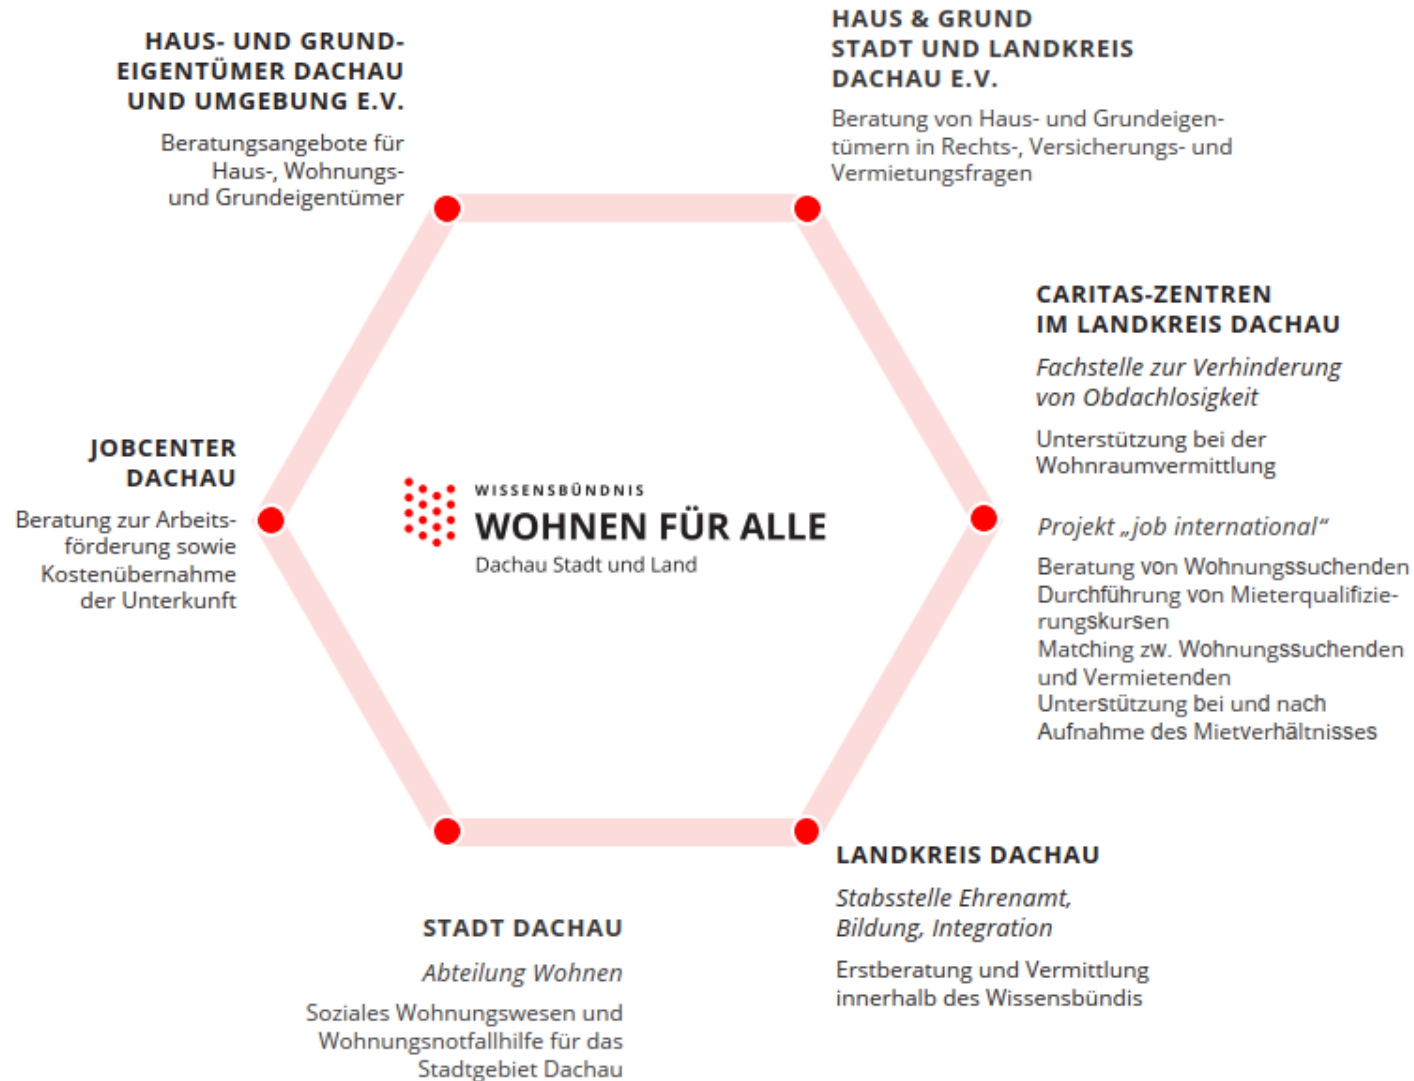 HAUS- UND GRUND-
EIGENTÜMER DACHAU
UND UMGEBUNG E.V.
Beratungsangebote für
Haus-, Wohnungs-
und Grundeigentümer
HAUS & GRUND
STADT UND LANDKREIS
DACHAU E.V.
Beratung von Haus- und Grundeigen-
tümern in Rechts-, Versicherungs- und
Vermietungsfragen
CARITAS-ZENTREN
IM LANDKREIS DACHAU
Fachstelle zur Verhinderung
von Obdachlosigkeit
Unterstützung bei der
Wohnraumvermittlung
Projekt „job international“
Beratung von Wohnungssuchenden
Durchführung von Mieterqualifizie-
rungskursen
Matching zw. Wohnungssuchenden
und Vermietenden
Unterstützung bei und nach
Aufnahme des Mietverhältnisses
JOBCENTER
DACHAU
Beratung zur Arbeits-
förderung sowie
Kostenübernahme
der Unterkunft
WISSENSBÜNDNIS
WOHNEN FÜR ALLE
Dachau Stadt und Land
LANDKREIS DACHAU
Stabsstelle Ehrenamt,
Bildung, Integration
Erstberatung und Vermittlung
innerhalb des Wissensbündis
STADT DACHAU
Abteilung Wohnen
Soziales Wohnungswesen und
Wohnungsnotfallhilfe für das
Stadtgebiet Dachau